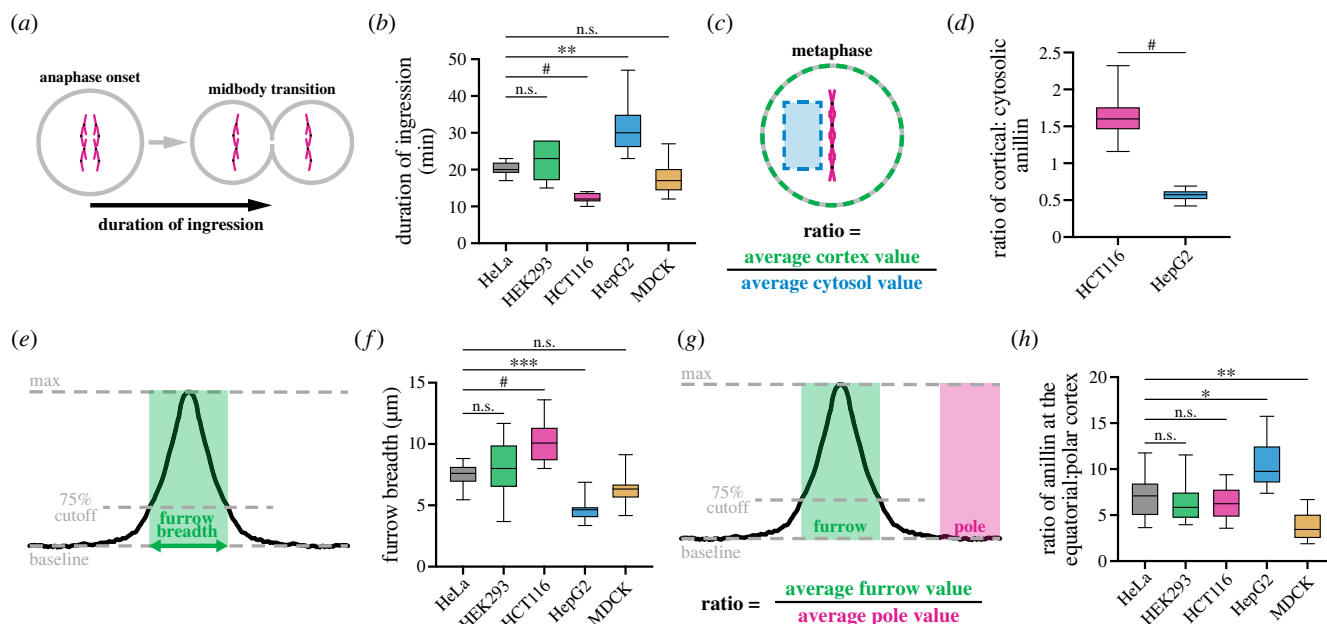 (a)
anaphase onset
midbody transition
duration of ingression
(b)
n.s.
**
#
n.s.
duration of ingression
(min)
50
40
30
20
10
0
HeLa
HEK293
HCT116
HepG2
MDCK
(c)
metaphase
ratio =
average cortex value
average cytosol value
(d)
#
ratio of cortical: cytosolic
anillin
2.5
2
1.5
1
0.5
0
HCT116
HepG2
(e)
max
75%
cutoff
furrow
breadth
baseline
(f)
n.s.
***
#
n.s.
furrow breadth (µm)
15
10
5
0
HeLa
HEK293
HCT116
HepG2
MDCK
(g)
max
75%
cutoff
furrow
pole
baseline
ratio =
average furrow value
average pole value
(h)
**
*
n.s.
n.s.
ratio of anillin at the
equatorial:polar cortex
20
15
10
5
0
HeLa
HEK293
HCT116
HepG2
MDCK